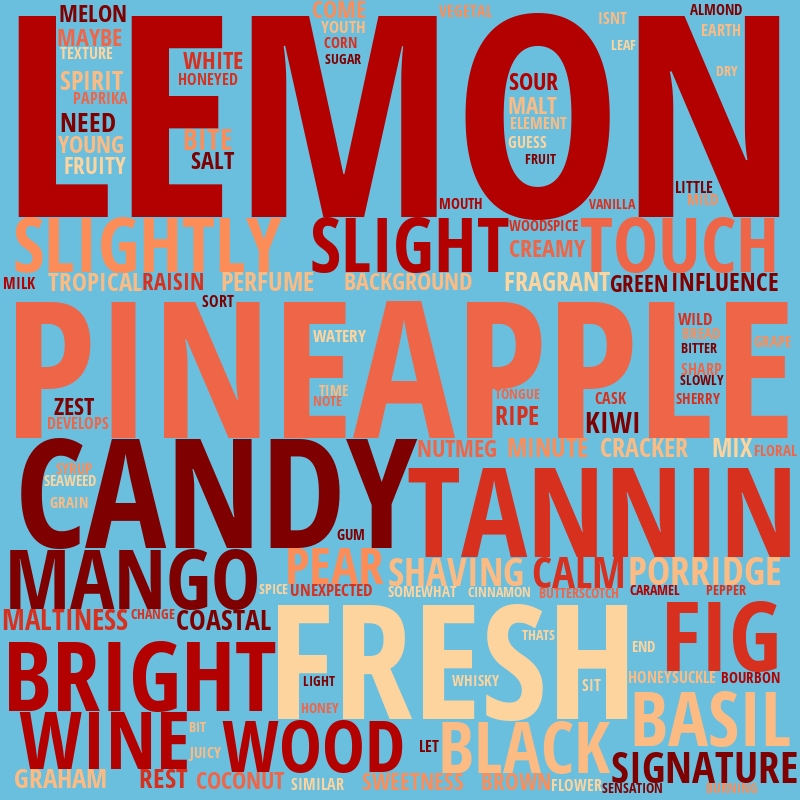 LEMON
MELON
COME
VEGETAL
ISNT
ALMOND
MAYBE
YOUTH
EARTH
TEXTURE
WHITE
CORN
LEAF
SUGAR
SPIRIT
HONEYED
SOUR
DRY
PAPRIKA
MALT
NEED
ELEMENT
YOUNG
BITE
GUESS
FRUITY
SALT
FRUIT
LITTLE
MOUTH
VANILLA
MILD
SLIGHTLY
SLIGHT
WOODSPICE
TOUCH
CREAMY
MILK
TROPICAL
RAISIN
PERFUME
BACKGROUND
FRAGRANT
GREEN
INFLUENCE
SORT
PINEAPPLE
WILD
WATERY
BREAD
BITTER
GRAPE
SHARP
SLOWLY
TIME
TONGUE
CASK
SHERRY
NOTE
ZEST
RIPE
KIWI
DEVELOPS
CANDY
NUTMEG
MINUTE
CRACKER
MIX
FLORAL
SYRUP
SEAWEED
TANNIN
GRAIN
GUM
MANGO
PEAR
SHAVING
CALM
PORRIDGE
SPICE
UNEXPECTED
SOMEWHAT
CINNAMON
BUTTERSCOTCH
CARAMEL
PEPPER
MALTINESS
CHANGE
COASTAL
FRESH
FIG
THATS
BRIGHT
END
LIGHT
WHISKY
SIT
HONEYSUCKLE
BOURBON
HONEY
WINE
BIT
WOOD
BLACK
BASIL
LET
JUICY
SIGNATURE
GRAHAM
REST
COCONUT
SIMILAR
SWEETNESS
BROWN
FLOWER
SENSATION
BURNING